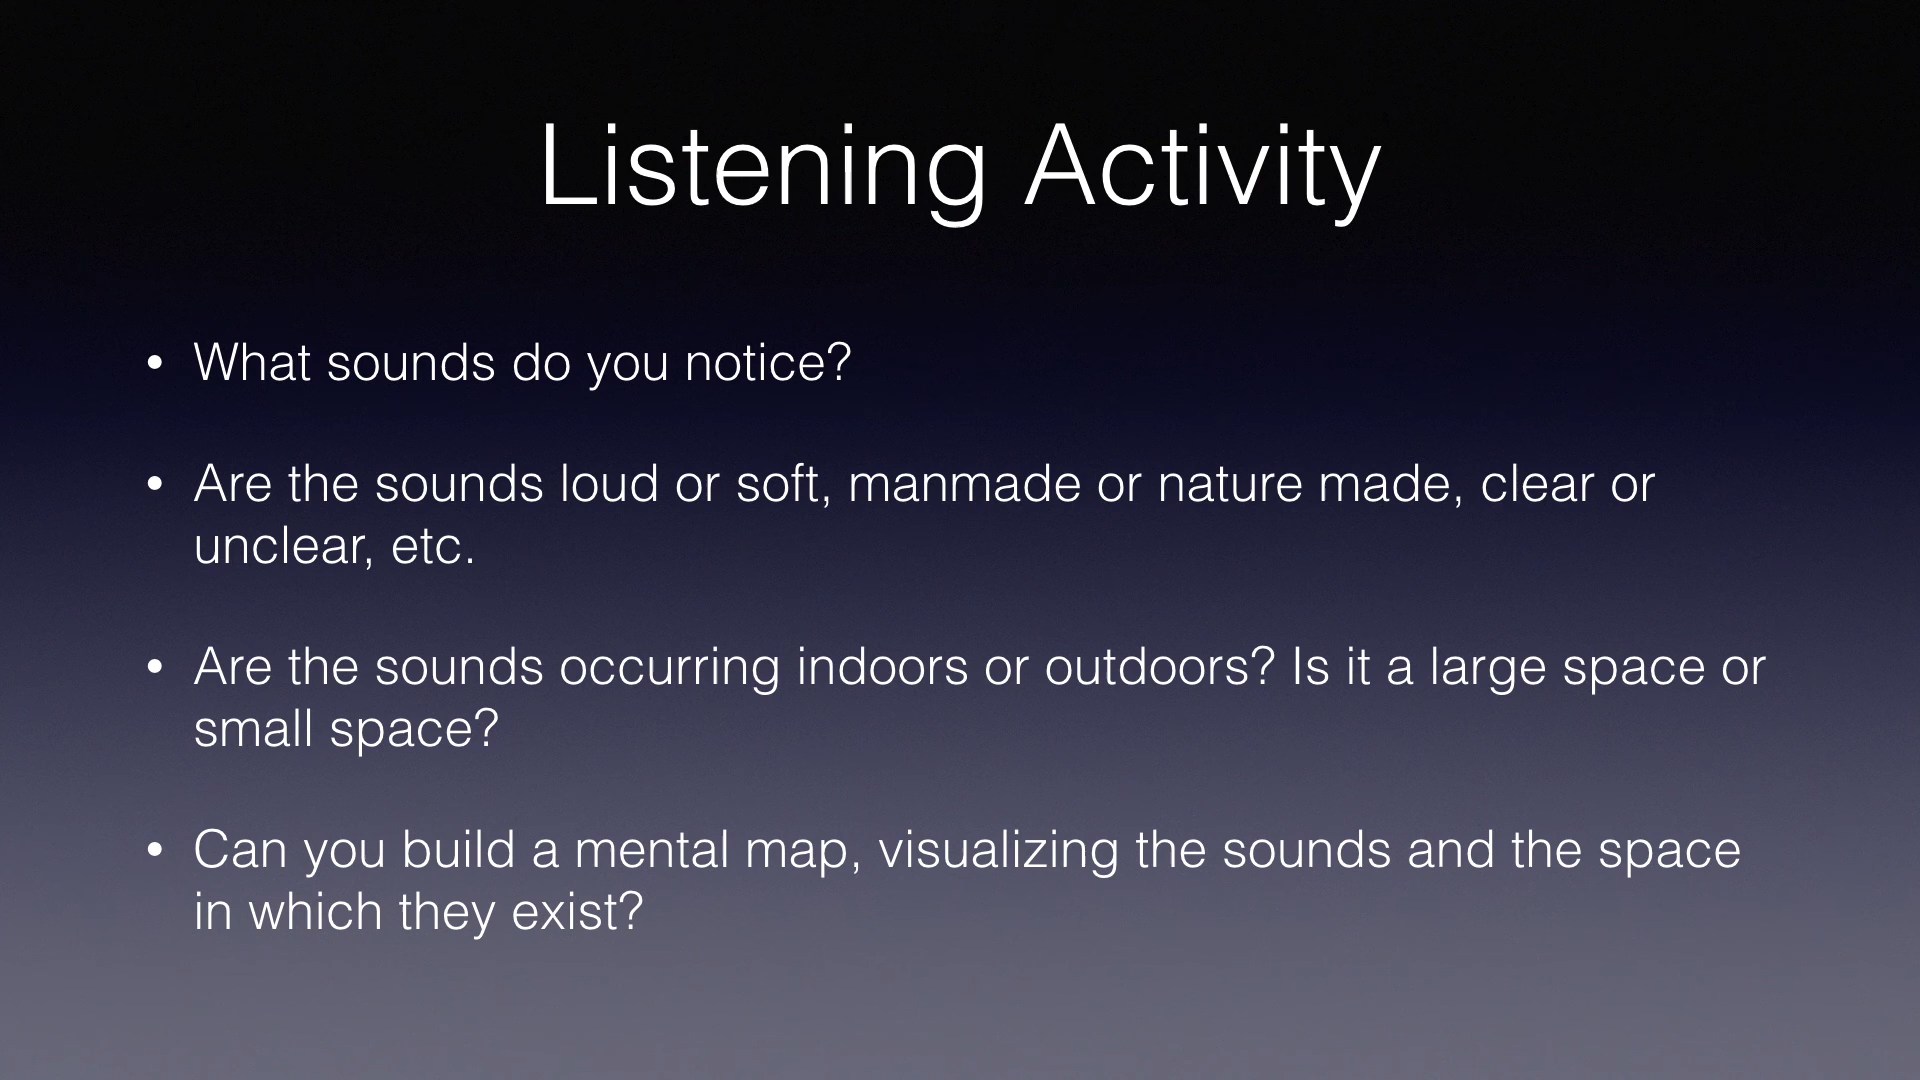 Listening Activity
• What sounds do you notice?
• Are the sounds loud or soft, manmade or nature made, clear or
unclear, etc.
• Are the sounds occurring indoors or outdoors? Is it a large space or
small space?
• Can you build a mental map, visualizing the sounds and the space
in which they exist?